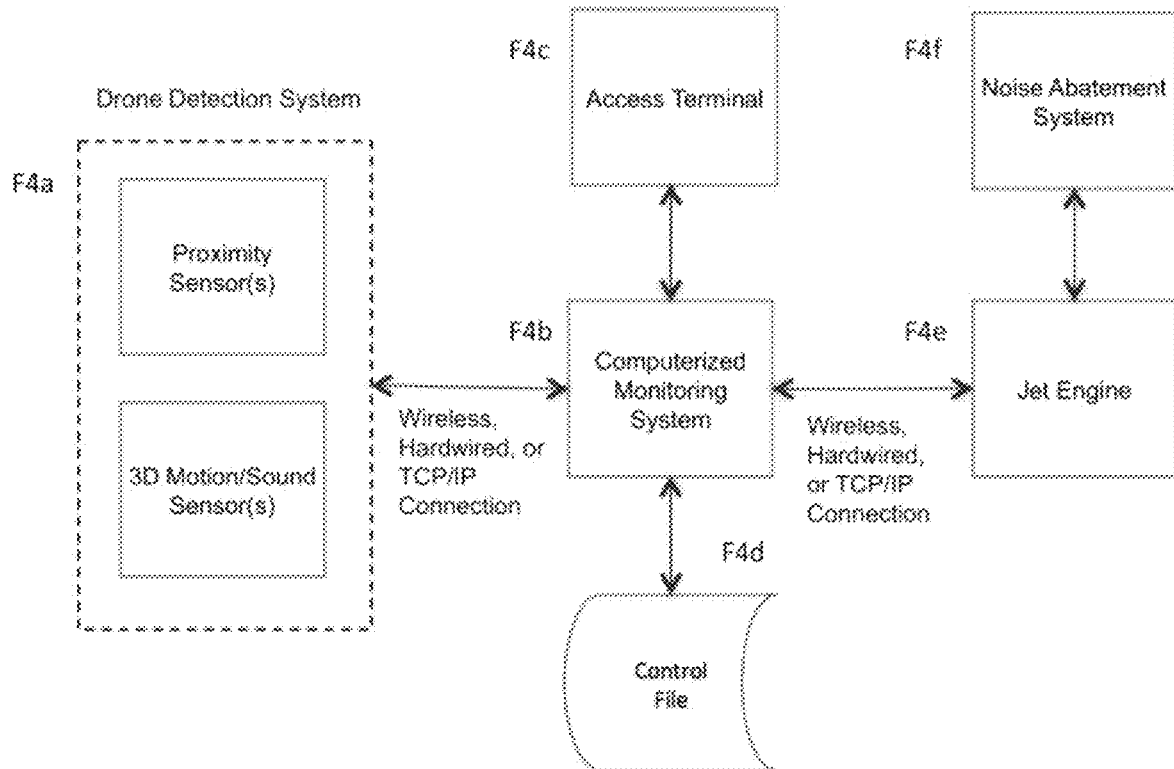 F4c
F4f
Drone Detection System
Access Terminal
Noise Abatement
System
F4a
Proximity
Sensor(s)
F4b
F4e
Computerized
Monitoring
System
Jet Engine
Wireless,
Hardwired, or
TCP/IP
Connection
Wireless,
Hardwired,
or TCP/IP
Connection
3D Motion/Sound
Sensor(s)
F4d
Control
File